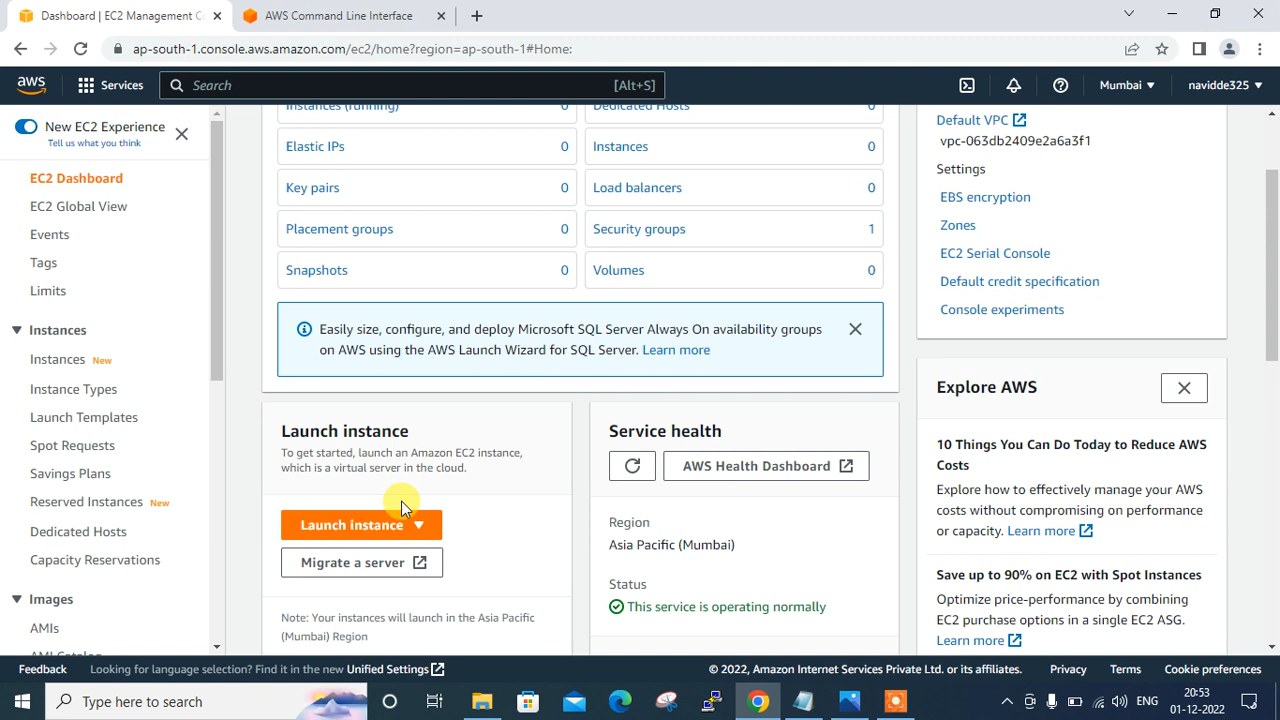 Dashboard | EC2 Management C
AWS Command Line Interface
ap-south-1.console.aws.amazon.com/ec2/home?region=ap-south-1#Home:
aws
Services
Search
[Alt+S]
Mumbai
navidde325
New EC2 Experience
Tell us what you think
EC2 Dashboard
EC2 Global View
Events
Tags
Limits
Instances
Instances New
Instance Types
Launch Templates
Spot Requests
Savings Plans
Reserved Instances New
Dedicated Hosts
Capacity Reservations
Images
AMIs
AMI Catalog
Instances (running) 0
Dedicated Hosts 0
Elastic IPs 0
Instances 0
Key pairs 0
Load balancers 0
Placement groups 0
Security groups 1
Snapshots 0
Volumes 0
Easily size, configure, and deploy Microsoft SQL Server Always On availability groups
on AWS using the AWS Launch Wizard for SQL Server. Learn more
Launch instance
To get started, launch an Amazon EC2 instance,
which is a virtual server in the cloud.
Launch instance
Migrate a server
Note: Your instances will launch in the Asia Pacific
(Mumbai) Region
Service health
AWS Health Dashboard
Region
Asia Pacific (Mumbai)
Status
This service is operating normally
Default VPC
vpc-063db2409e2a6a3f1
Settings
EBS encryption
Zones
EC2 Serial Console
Default credit specification
Console experiments
Explore AWS
10 Things You Can Do Today to Reduce AWS
Costs
Explore how to effectively manage your AWS
costs without compromising on performance
or capacity. Learn more
Save up to 90% on EC2 with Spot Instances
Optimize price-performance by combining
EC2 purchase options in a single EC2 ASG.
Learn more
Feedback
Looking for language selection? Find it in the new Unified Settings
© 2022, Amazon Internet Services Private Ltd. or its affiliates.
Privacy
Terms
Cookie preferences
Type here to search
ENG
20:53
01-12-2022